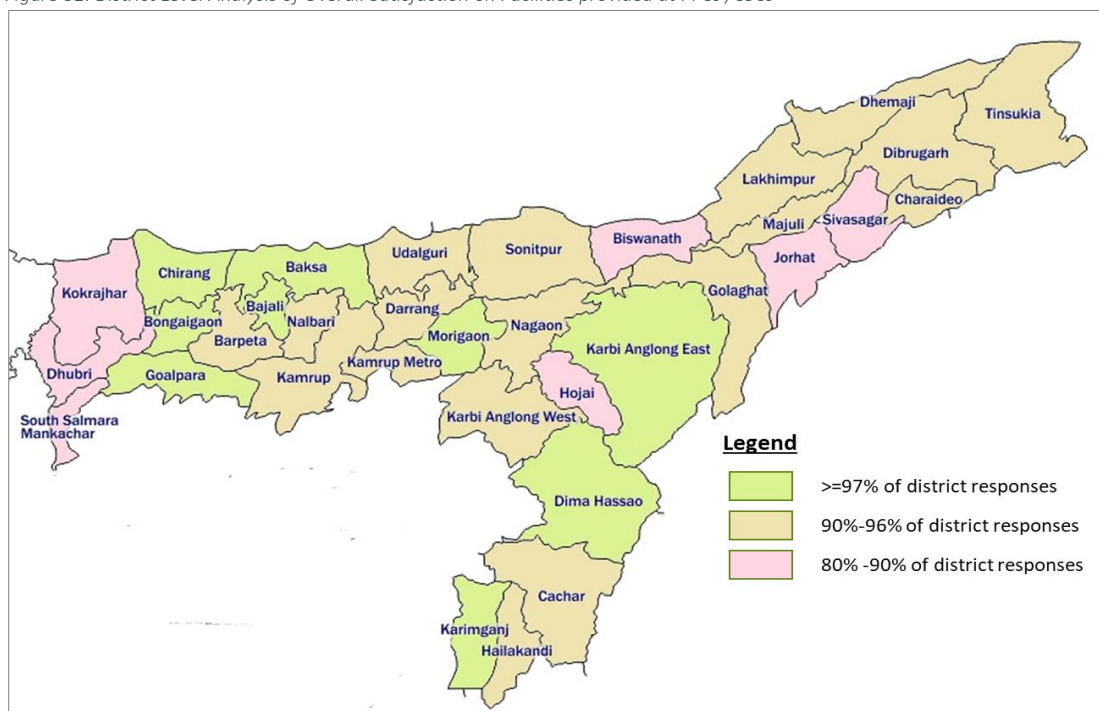 Dhemaji
Tinsukia
Dibrugarh
Lakhimpur
Charaideo
Majuli
Sivasagar
Biswanath
Sonitpur
Udalguri
Jorhat
Baksa
Chirang
Kokrajhar
Golaghat
Bajali
Darrang
Bongaigaon
Nalbari
Nagaon
Morigaon
Barpeta
Karbi Anglong East
Kamrup Metro
Dhubri
Goalpara
Kamrup
Hojai
South Salmara
Mankachar
Karbi Anglong West
Legend
>=97% of district responses
Dima Hassao
90%-96% of district responses
80% -90% of district responses
Cachar
Karimganj
Hailakandi